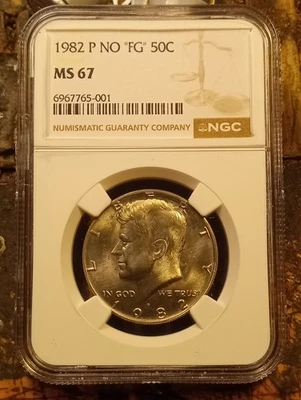 1982 P NO "FG" 50C
MS 67
6967765-001
NUMISMATIC GUARANTY COMPANY
NGC
LIBERTY
IN GOD WE TRUST
1982